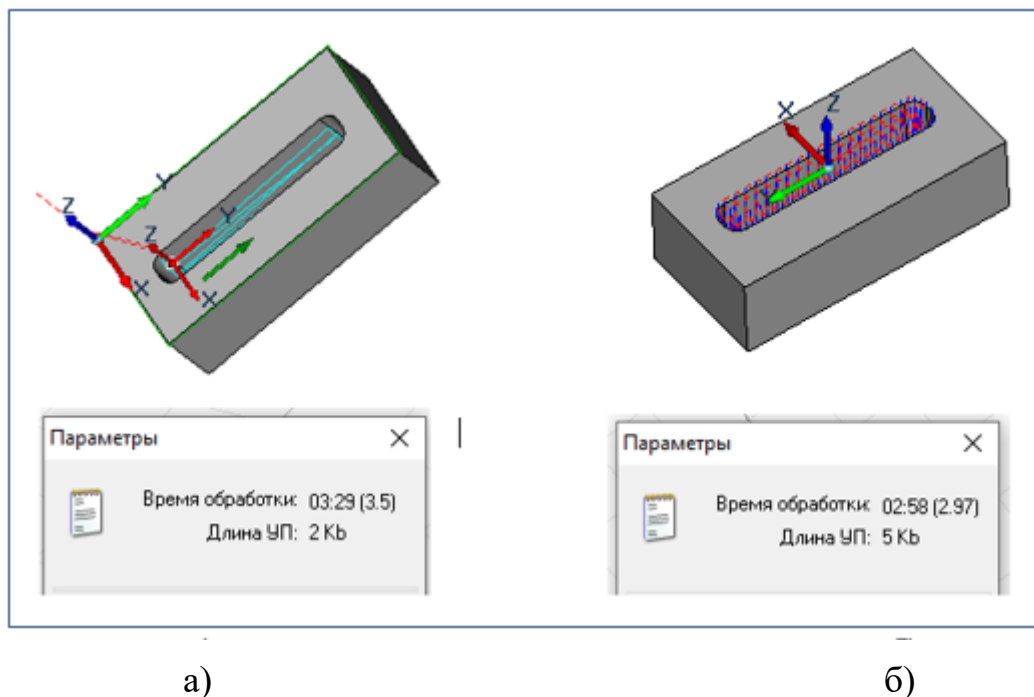 Z
Y
Z
Y
X
X
X
Z
Y
Параметры
Время обработки: 03:29 (3.5)
Длина УП: 2 Kb
Параметры
Время обработки: 02:58 (2.97)
Длина УП: 5 Kb
а)
б)